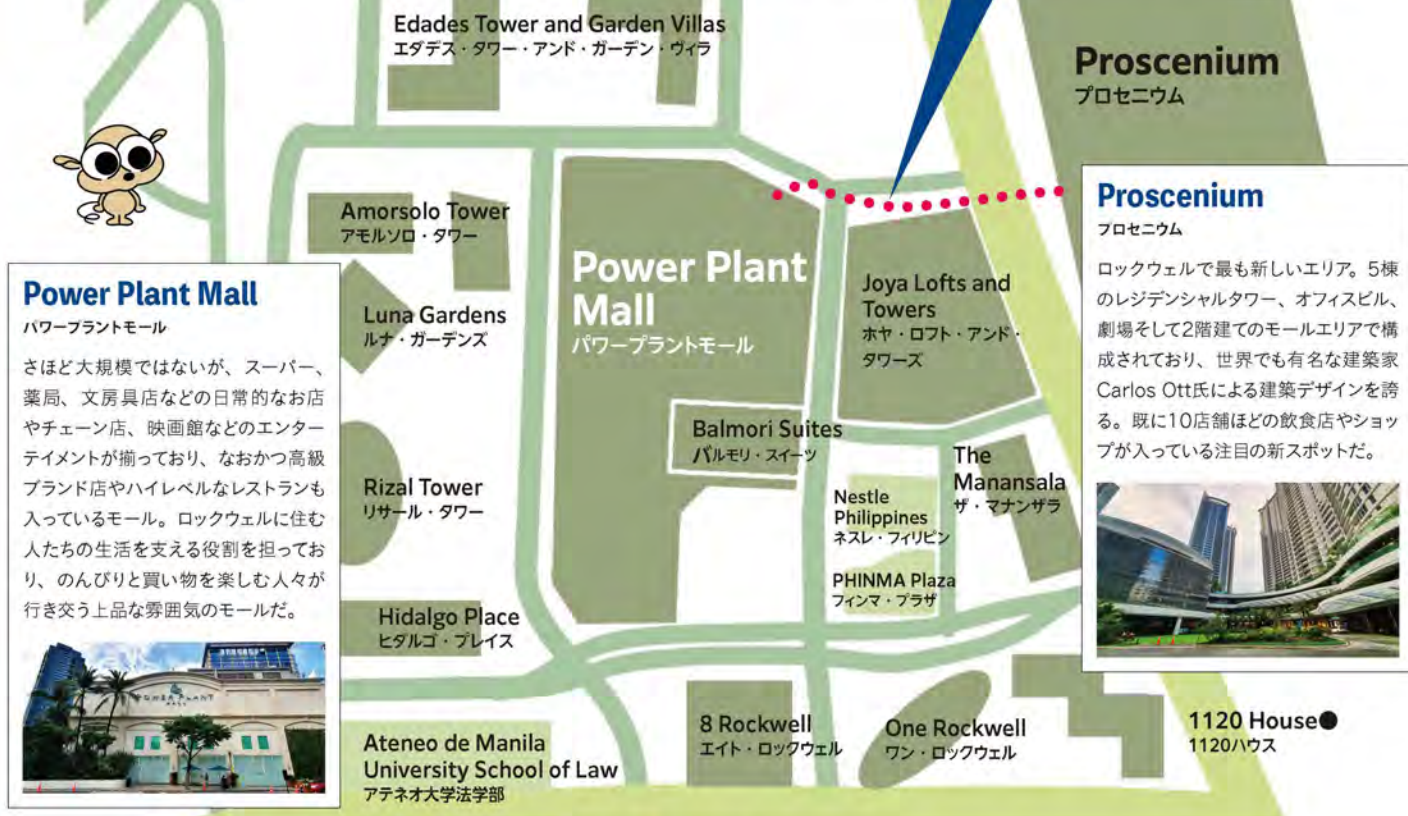 Edades Tower and Garden Villas
エダデス・タワー・アンド・ガーデン・ヴィラ
Proscenium
プロセニウム
Amorsolo Tower
アモルソロ・タワー
Luna Gardens
ルナ・ガーデンズ
Power Plant
Mall
パワープラントモール
Joya Lofts and
Towers
ホヤ・ロフト・アンド・
タワーズ
Balmori Suites
バルモリ・スイーツ
Rizal Tower
リサール・タワー
Nestle
Philippines
ネスレ・フィリピン
The
Manansala
ザ・マナンザラ
PHINMA Plaza
フィンマ・プラザ
Hidalgo Place
ヒダルゴ・プレイス
8 Rockwell
エイト・ロックウェル
One Rockwell
ワン・ロックウェル
1120 House
1120ハウス
Ateneo de Manila
University School of Law
アテネオ大学法学部
Power Plant Mall
パワープラントモール
さほど大規模ではないが、スーパー、
薬局、文房具店などの日常的なお店
やチェーン店、映画館などのエンター
テイメントが揃っており、なおかつ高級
ブランド店やハイレベルなレストランも
入っているモール。ロックウェルに住む
人たちの生活を支える役割を担ってお
り、のんびりと買い物を楽しむ人々が
行き交う上品な雰囲気のモールだ。
POWER PLANT
MALL
Proscenium
プロセニウム
ロックウェルで最も新しいエリア。5棟
のレジデンシャルタワー、オフィスビル、
劇場そして2階建てのモールエリアで構
成されており、世界でも有名な建築家
Carlos Ott氏による建築デザインを誇
る。既に10店舗ほどの飲食店やショッ
プが入っている注目の新スポットだ。